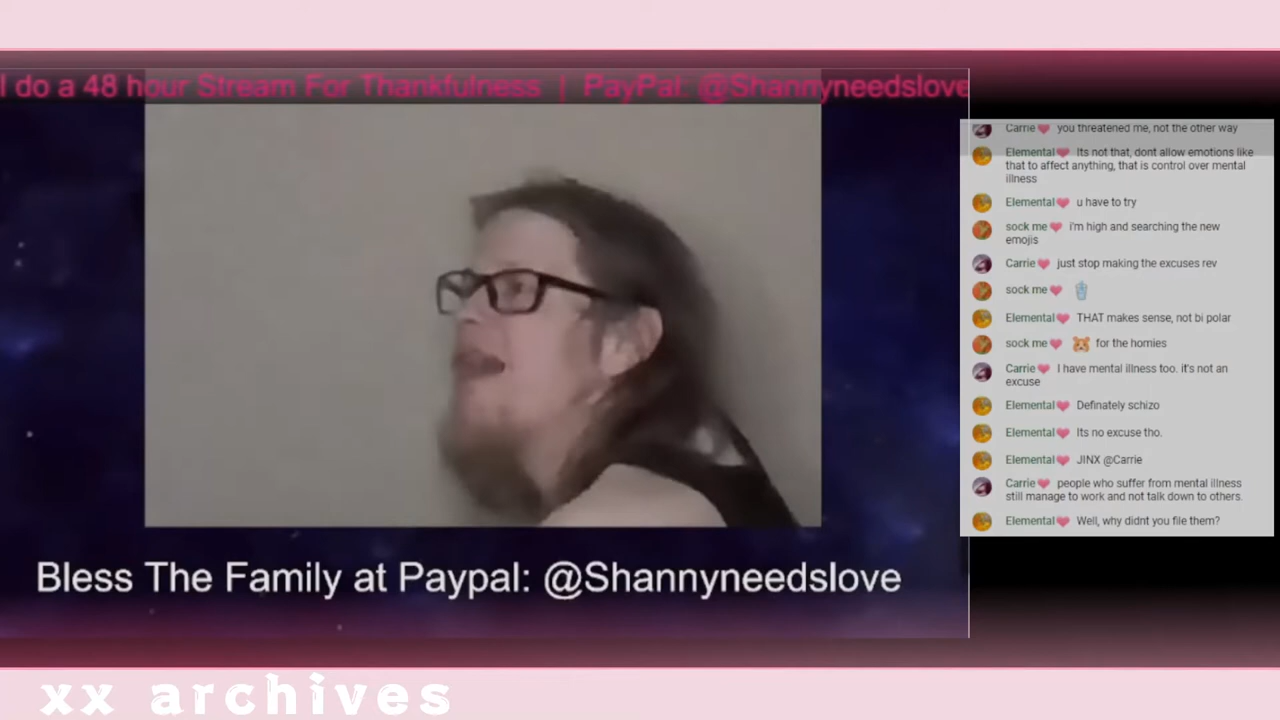 l do a 48 hour Stream For Thankfulness | PayPal: @Shannyneedslove
Carrie you threatened me, not the other way
Elemental Its not that, dont allow emotions like
that to affect anything, that is control over mental
illness
Elemental u have to try
sock me i'm high and searching the new
emojis
Carrie just stop making the excuses rev
sock me
Elemental THAT makes sense, not bi polar
sock me for the homies
Carrie I have mental illness too. it's not an
excuse
Elemental Definately schizo
Elemental Its no excuse tho.
Elemental JINX @Carrie
Carrie people who suffer from mental illness
still manage to work and not talk down to others.
Elemental Well, why didnt you file them?
Bless The Family at Paypal: @Shannyneedslove
xx archives